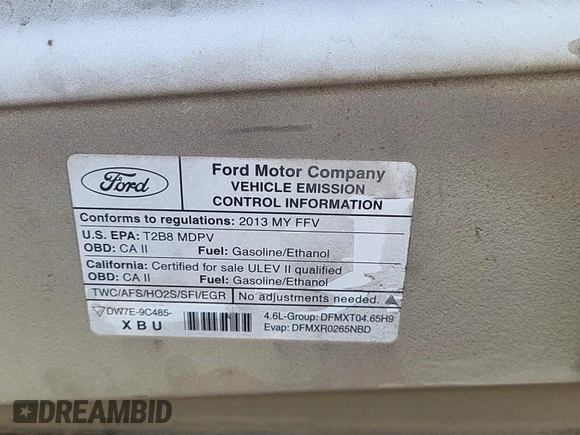 Ford
Ford Motor Company
VEHICLE EMISSION
CONTROL INFORMATION
Conforms to regulations: 2013 MY FFV
U.S. EPA: T2B8 MDPV
OBD: CA II Fuel: Gasoline/Ethanol
California: Certified for sale ULEV II qualified
OBD: CA II Fuel: Gasoline/Ethanol
TWC/AFS/HO2S/SFI/EGR No adjustments needed.
DW7E-9C485-
XBU
4.6L-Group: DFMXT04.65H9
Evap: DFMXR0265NBD
DREAMBID